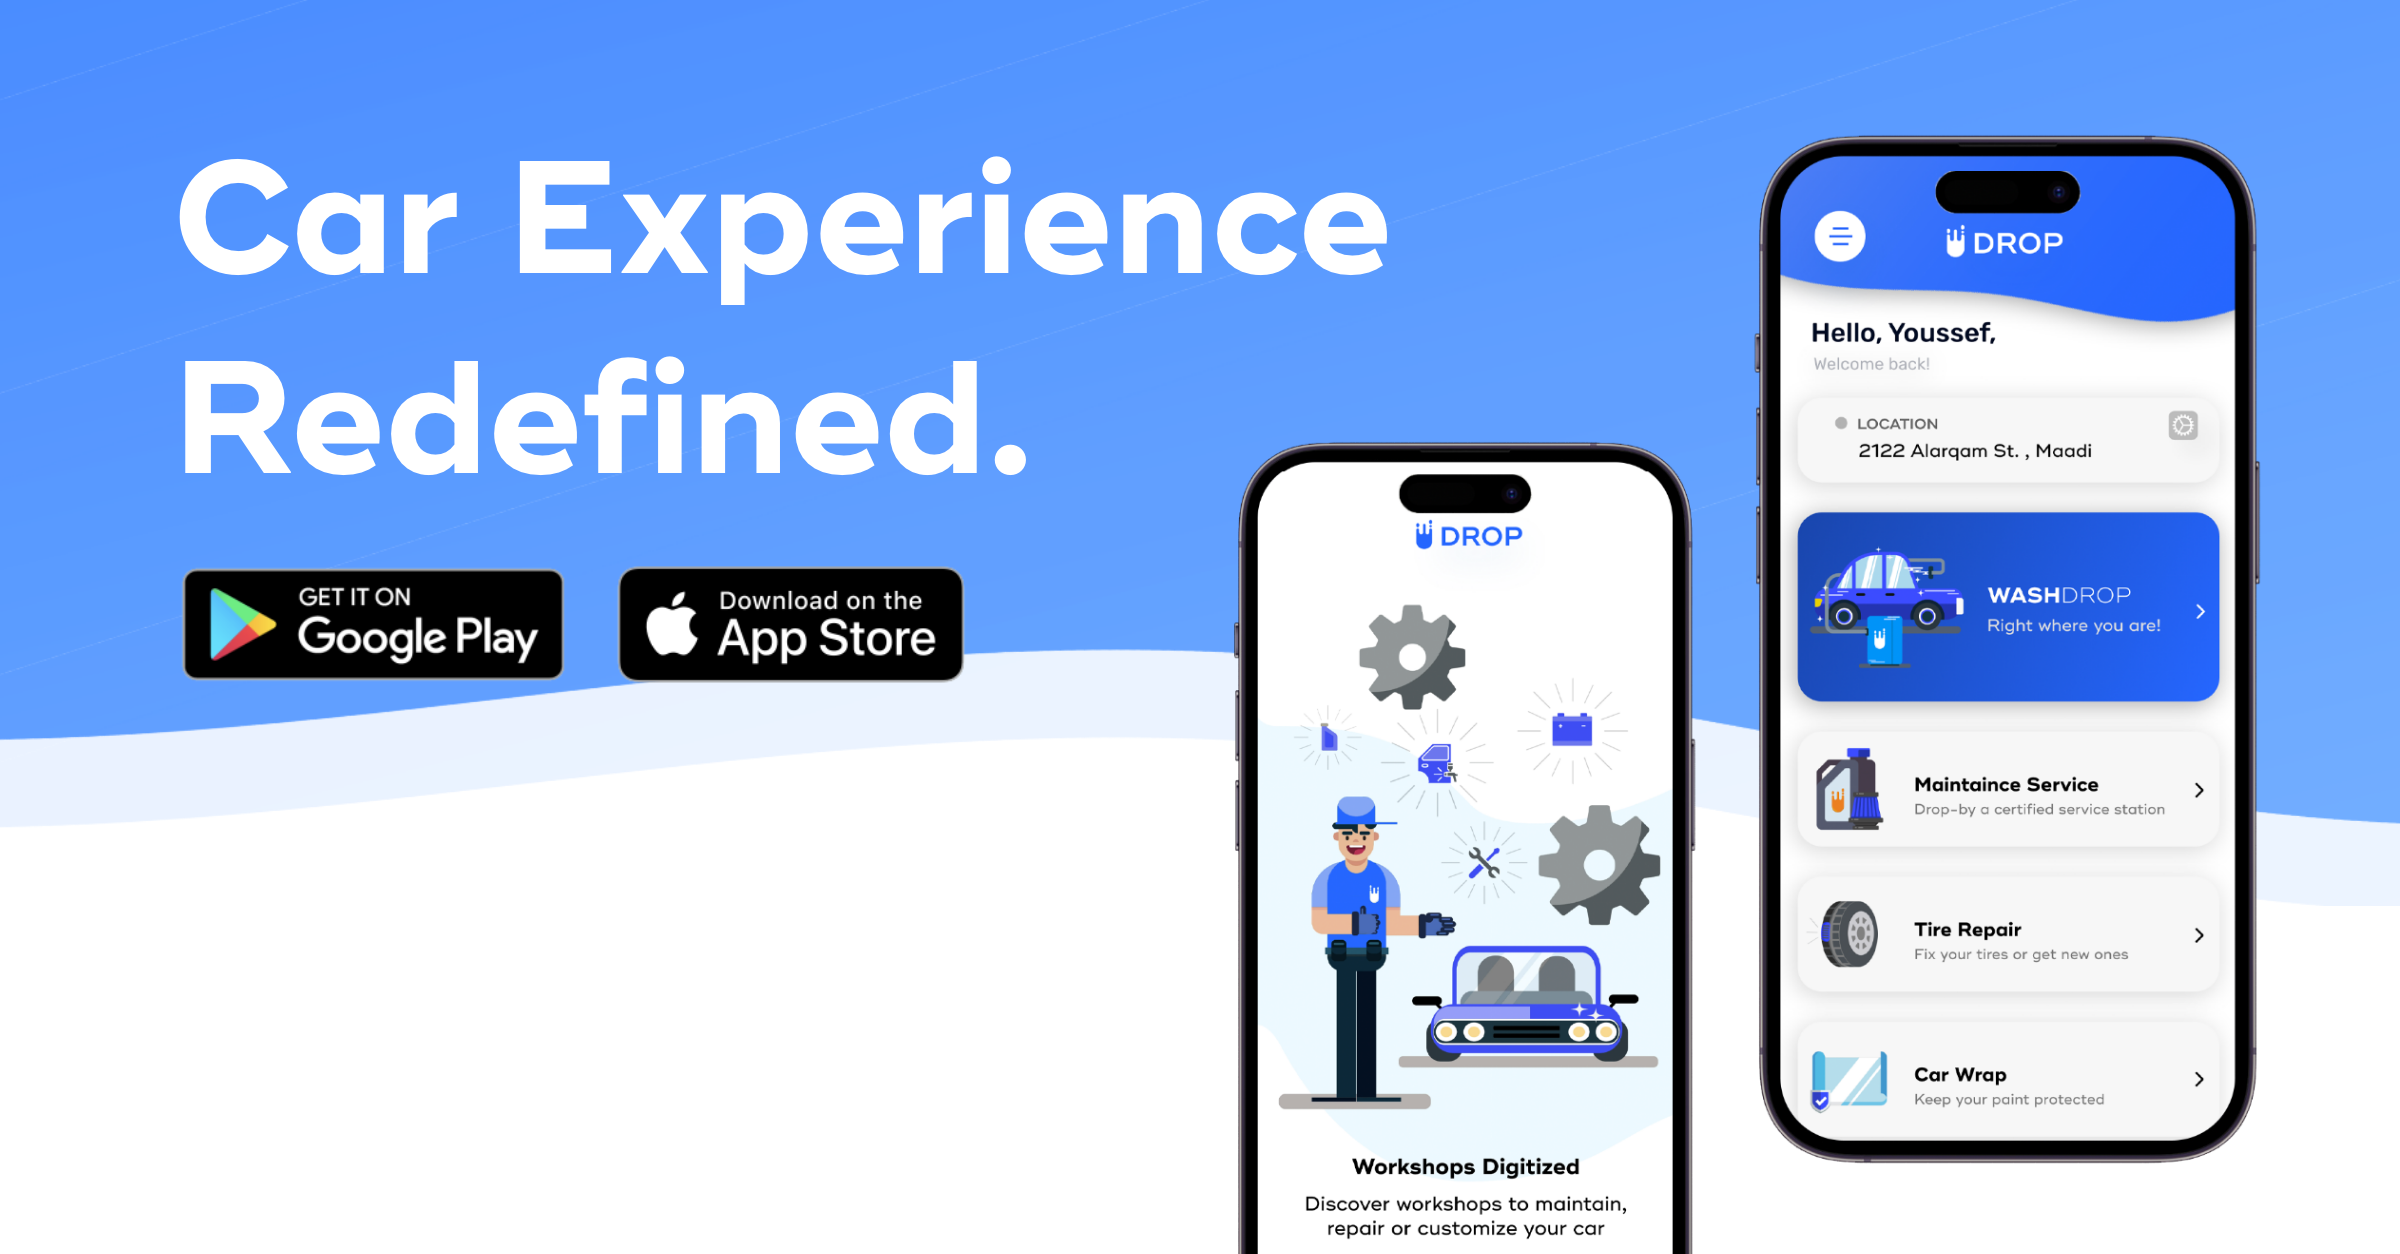 Car Experience
Redefined.
GET IT ON
Google Play
Download on the
App Store
DROP
Workshops Digitized
Discover workshops to maintain,
repair or customize your car
DROP
Hello, Youssef,
Welcome back!
LOCATION
2122 Alarqam St. , Maadi
WASHDROP
Right where you are!
Maintaince Service
Drop-by a certified service station
Tire Repair
Fix your tires or get new ones
Car Wrap
Keep your paint protected